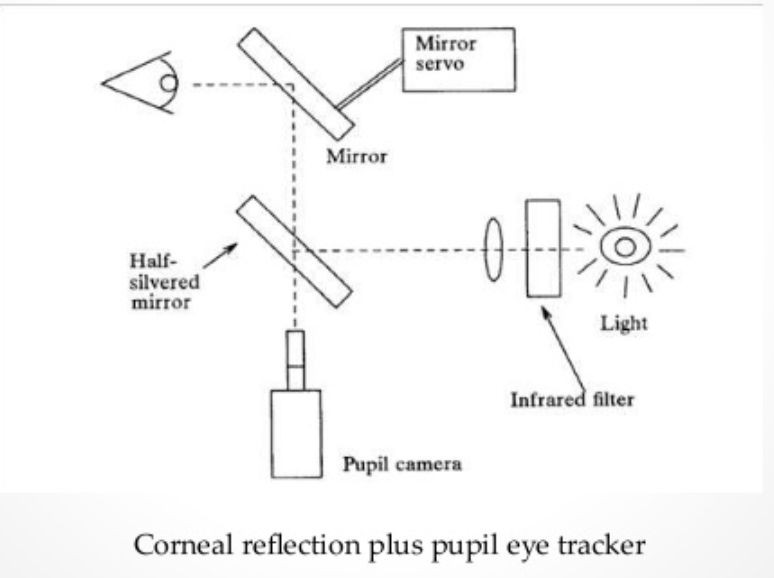 Mirror
servo
Mirror
Half-
silvered
mirror
Light
Infrared filter
Pupil camera
Corneal reflection plus pupil eye tracker